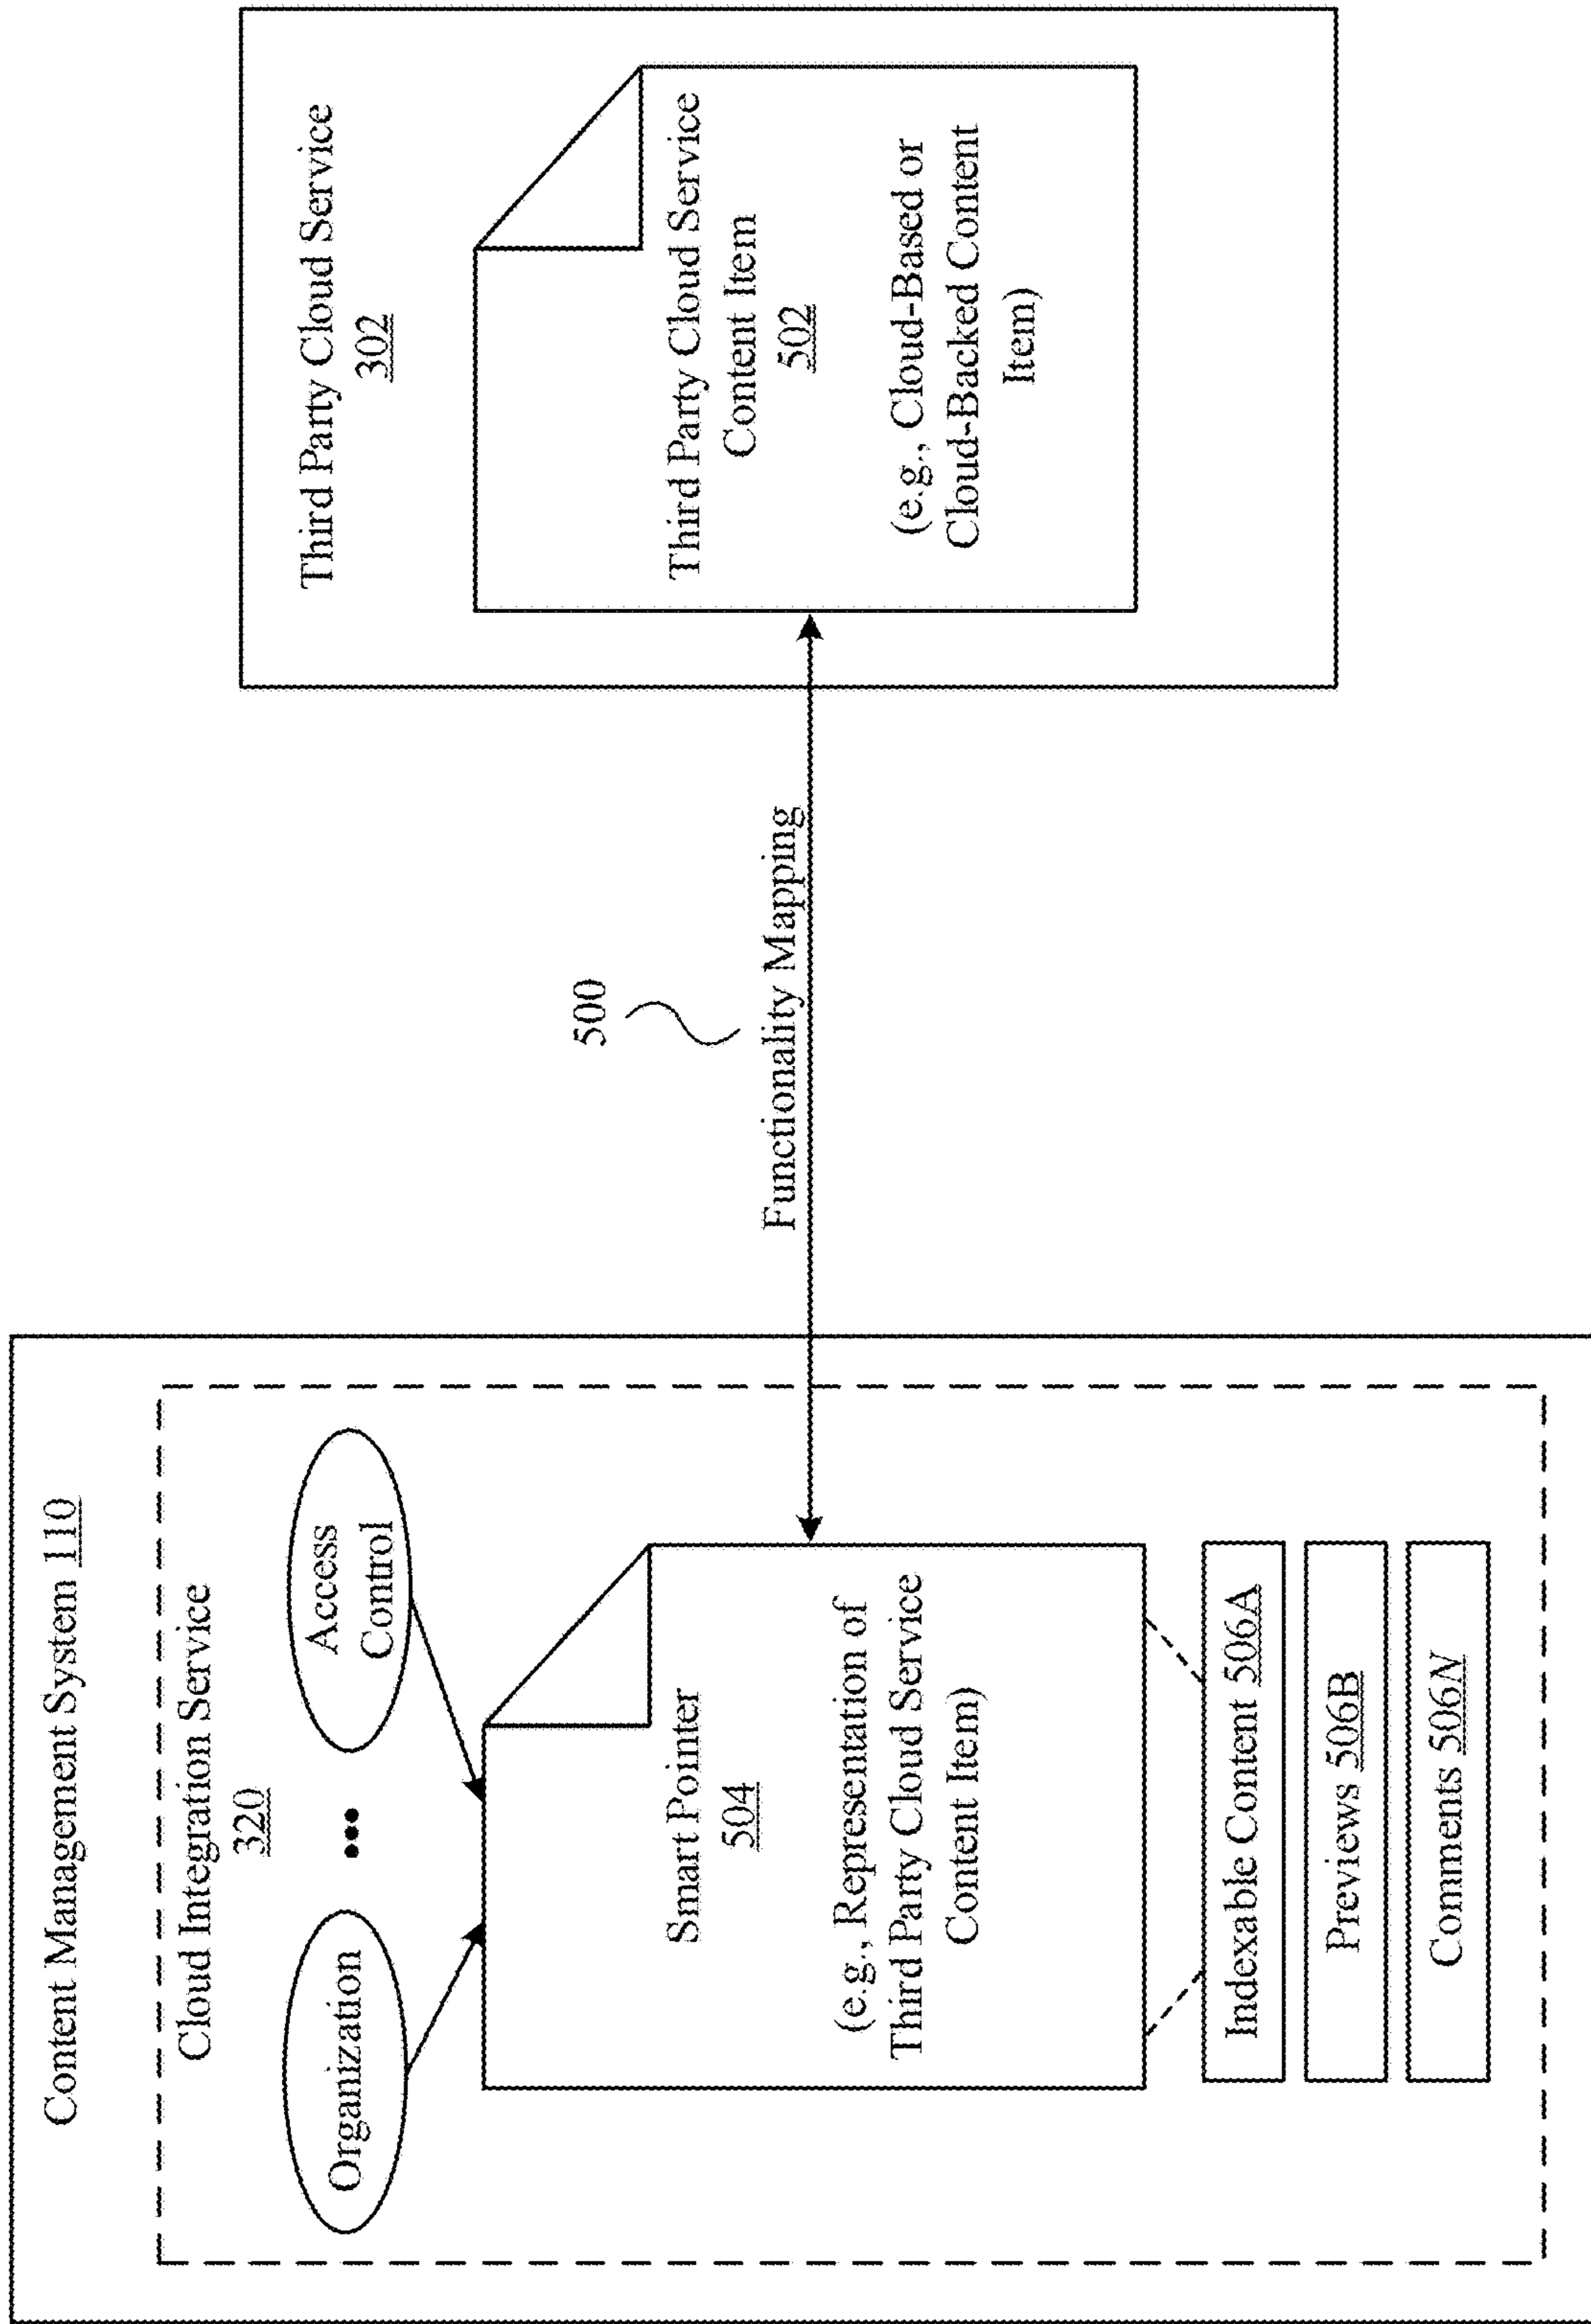 Content Management System 110
Cloud Integration Service
320
Organization
•••
Access
Control
Smart Pointer
504
(e.g., Representation of
Third Party Cloud Service
Content Item)
Indexable Content 506A
Previews 506B
Comments 506N
500
Functionality Mapping
Third Party Cloud Service
302
Third Party Cloud Service
Content Item
502
(e.g., Cloud-Based or
Cloud-Backed Content
Item)